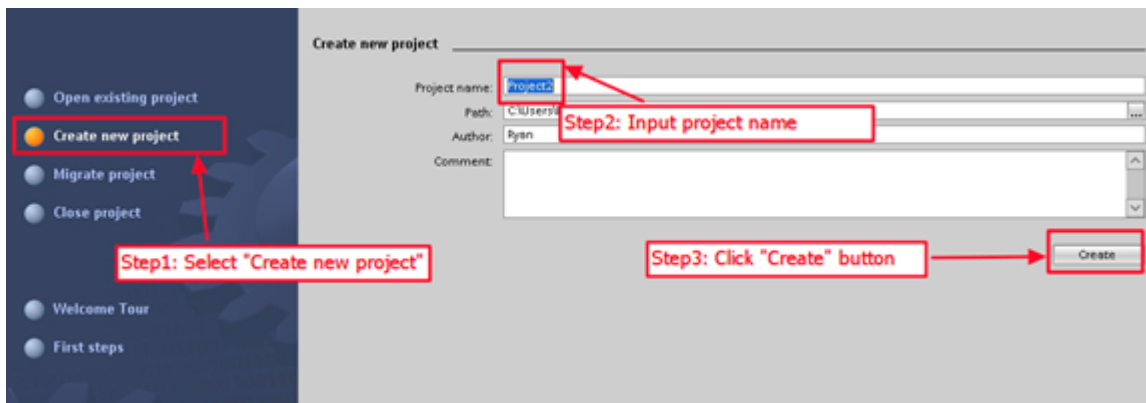 Open existing project
Create new project
Migrate project
Close project
Welcome Tour
First steps
Step1: Select "Create new project"
Create new project
Project name: Project2
Path: C:\Users\
...
Author: Ryan
Comment:
Step2: Input project name
Step3: Click "Create" button
Create